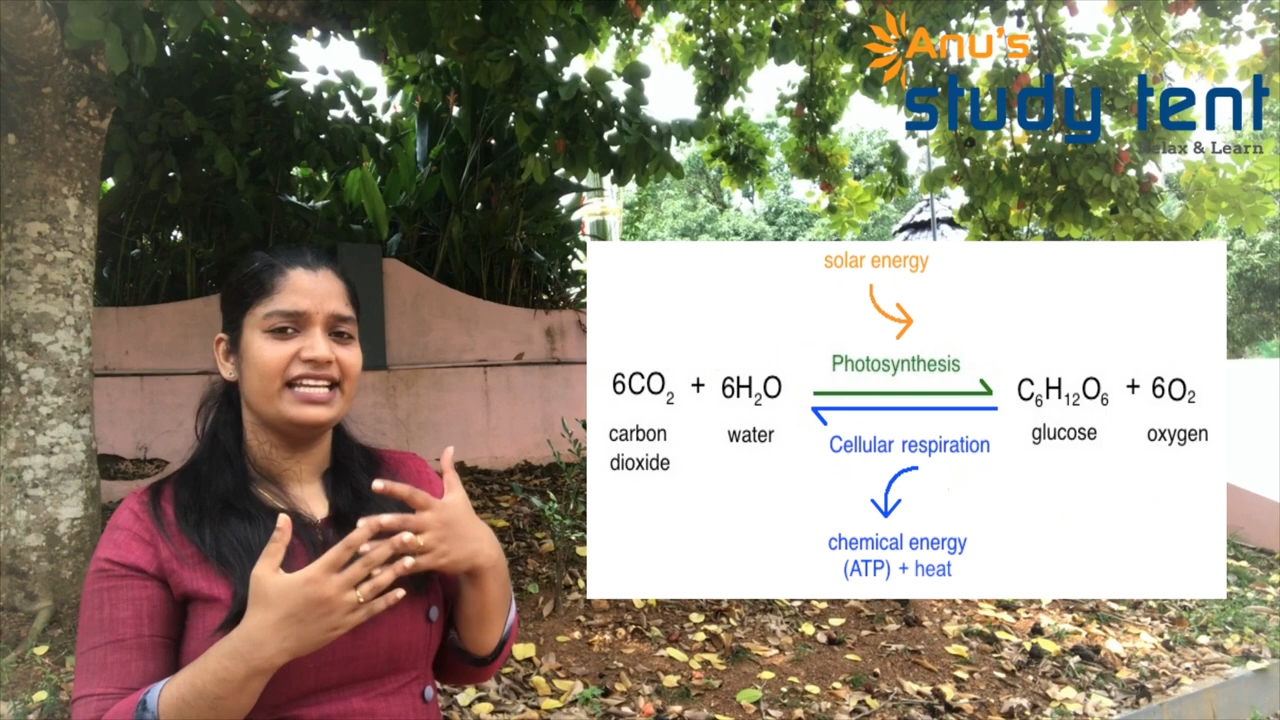 Anu's
study tent
Relax & Learn
solar energy
Photosynthesis
6CO₂ + 6H₂O C₆H₁₂O₆ + 6O₂
carbon dioxide water glucose oxygen
Cellular respiration
chemical energy
(ATP) + heat